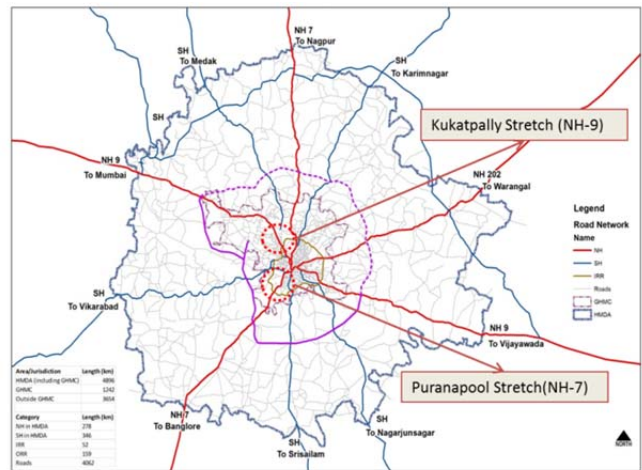 NH 7
To Nagpur
SH
To Medak
SH
To Karimnagar
SH
Kukatpally Stretch (NH-9)
NH 9
To Mumbai
NH 202
To Warangal
Legend
Road Network
Name
NH
SH
IRR
Roads
GHMC
HMDA
SH
To Vikarabad
NH 9
To Vijayawada
Puranapool Stretch(NH-7)
Area/Jurisdiction Length (km)
HMDA (including GHMC) 4896
GHMC 1242
Outside GHMC 3654
Category Length (km)
NH in HMDA 278
SH in HMDA 346
IRR 52
ORR 159
Roads 4062
NH 7
To Banglore
SH
To Srisailam
SH
To Nagarjunsagar
NORTH